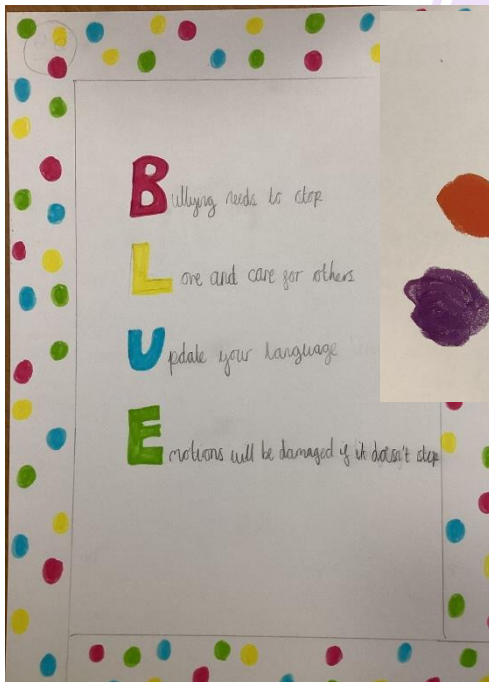 Bullying needs to stop
Love and care for others
Update your language
Emotions will be damaged if it doesn't stop